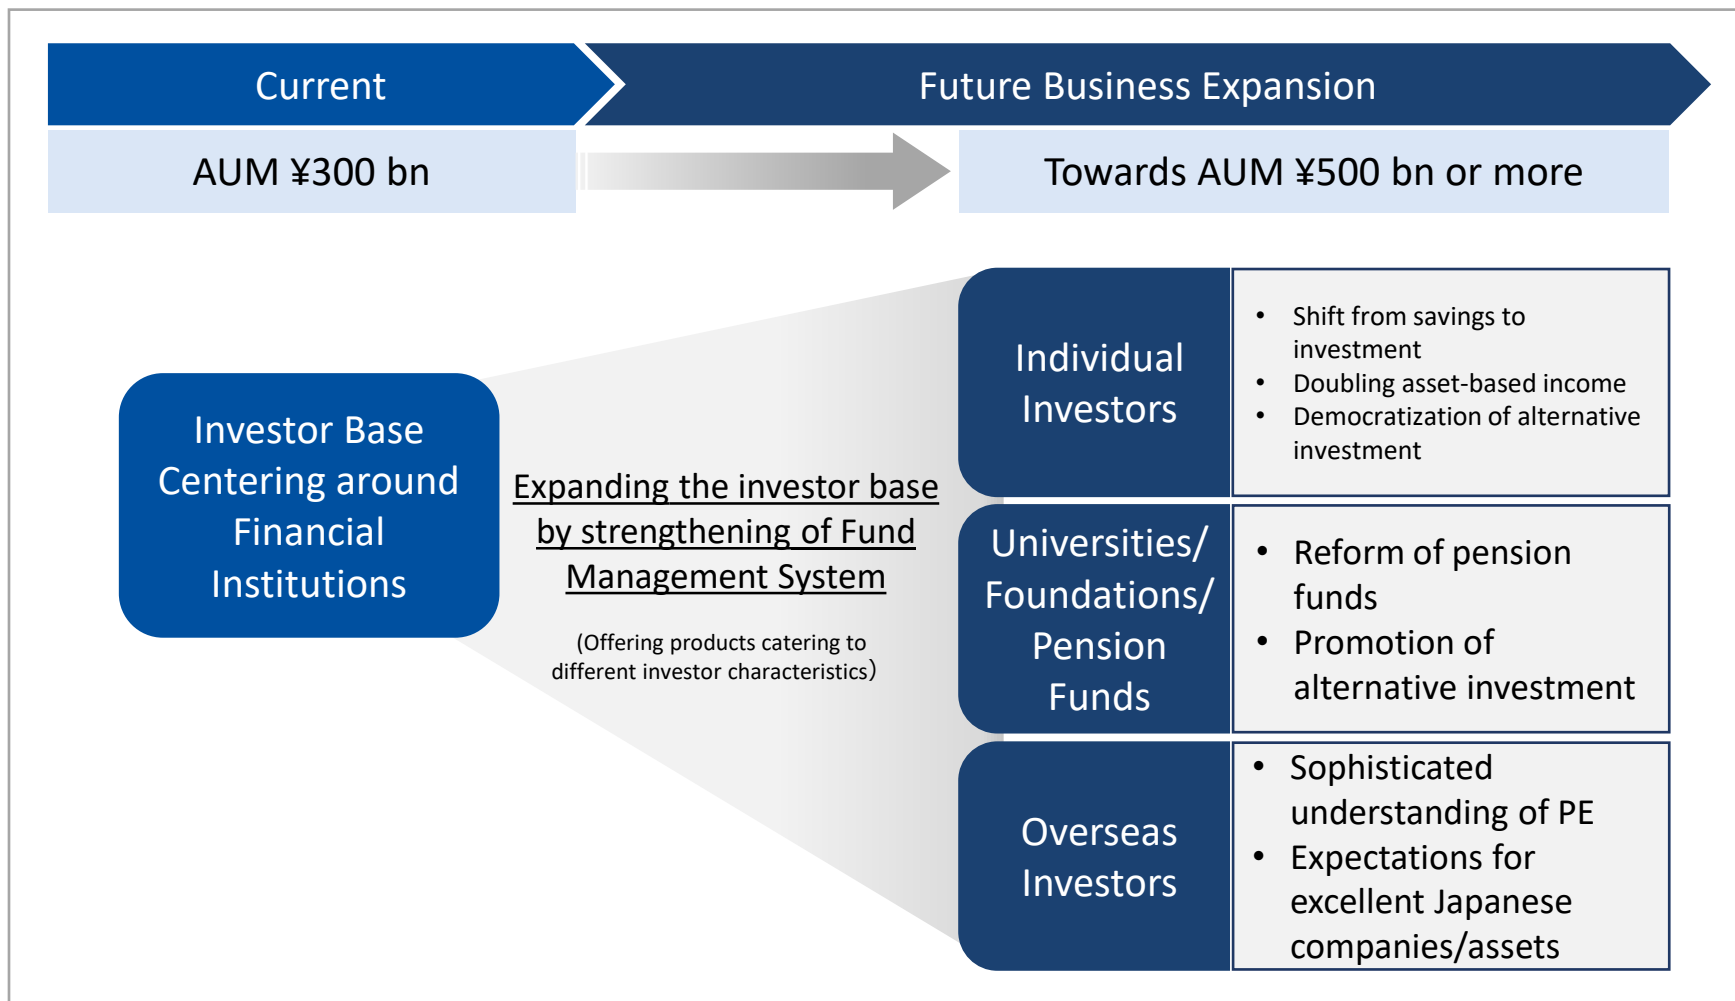 Current
Future Business Expansion
AUM ¥300 bn
Towards AUM ¥500 bn or more
Investor Base
Centering around
Financial
Institutions
Expanding the investor base
by strengthening of Fund
Management System
(Offering products catering to
different investor characteristics）
Individual
Investors
• Shift from savings to
investment
• Doubling asset-based income
• Democratization of alternative
investment
Universities/
Foundations/
Pension
Funds
• Reform of pension
funds
• Promotion of
alternative investment
Overseas
Investors
• Sophisticated
understanding of PE
• Expectations for
excellent Japanese
companies/assets